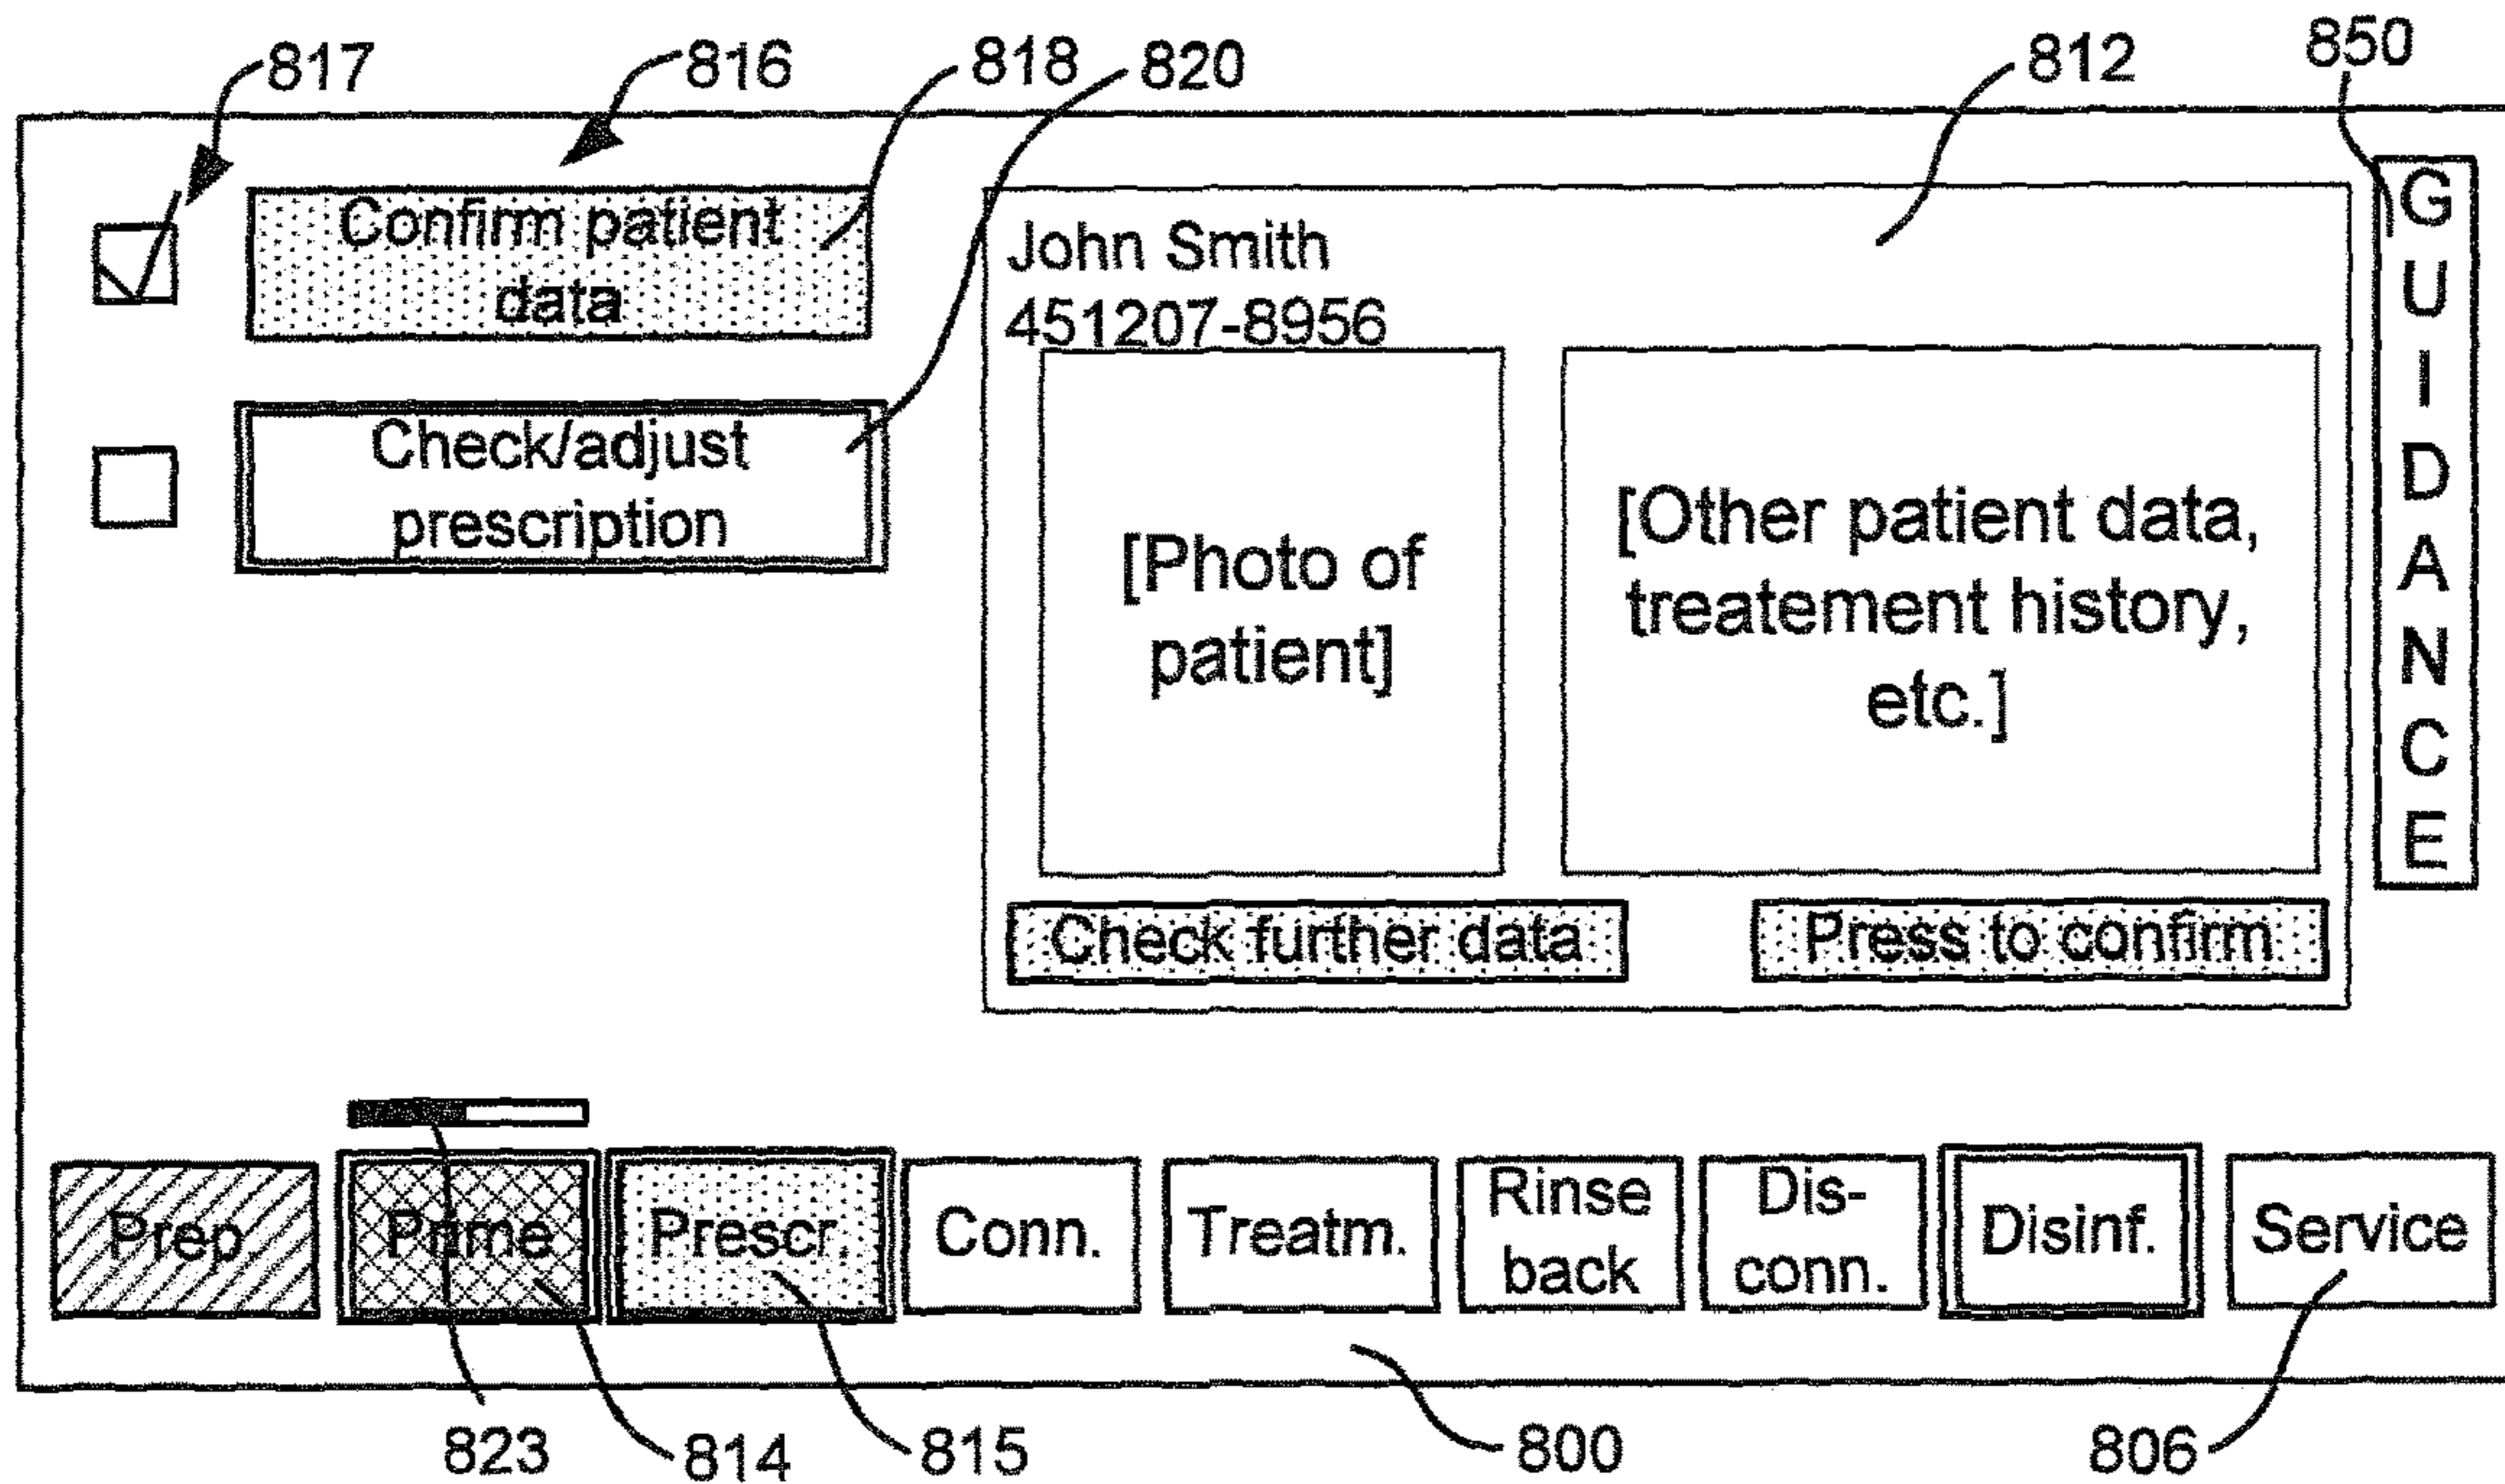 817
816
818
820
812
850
Confirm patient
data
Check/adjust
prescription
John Smith
451207-8956
[Photo of
patient]
[Other patient data,
treatement history,
etc.]
Check further data
Press to confirm
G
U
I
D
A
N
C
E
Prep
Prime
Prescr.
Conn.
Treatm.
Rinse
back
Dis-
conn.
Disinf.
Service
823
814
815
800
806